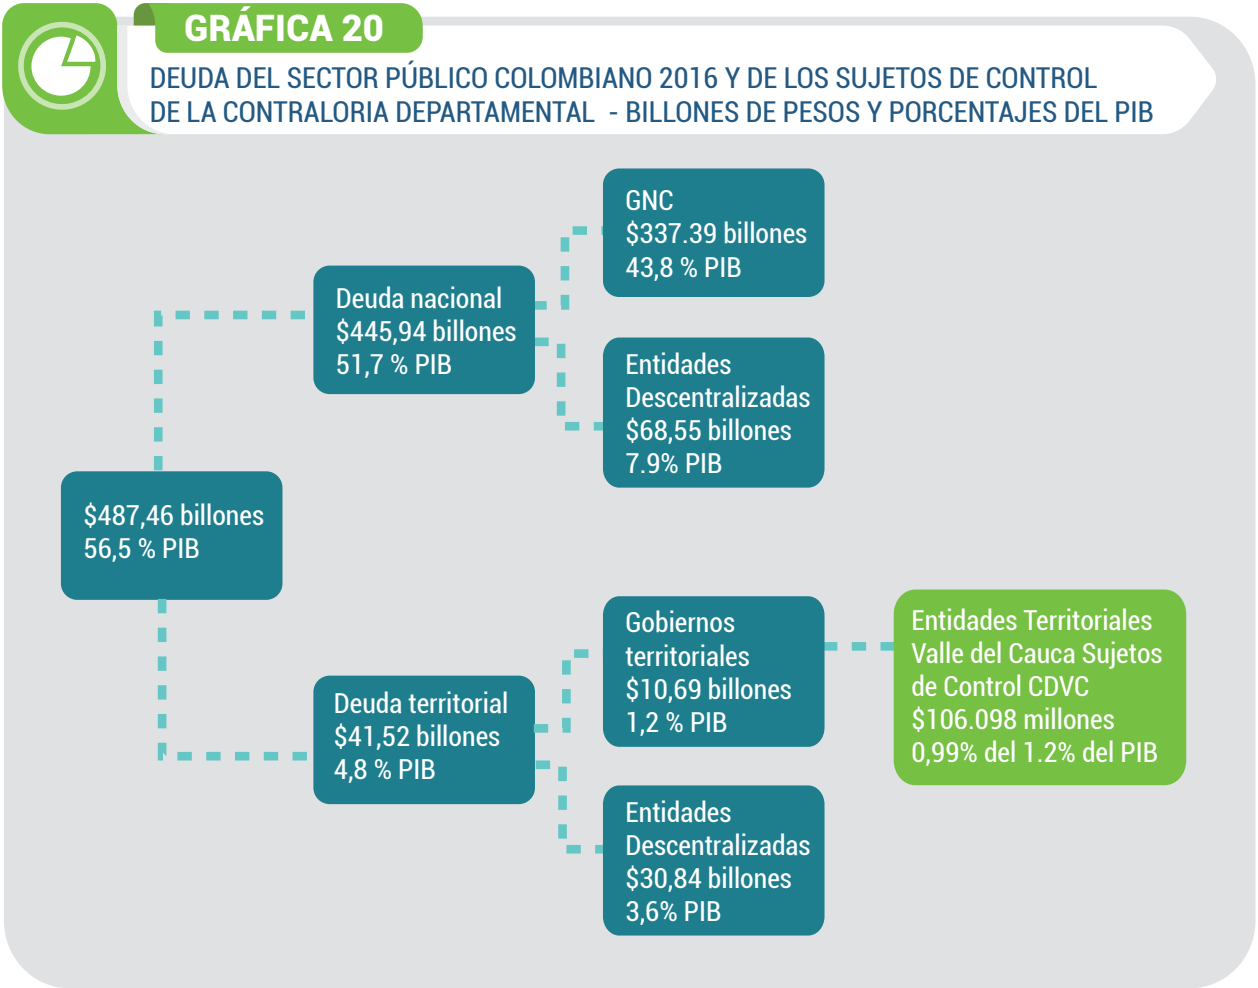 GRÁFICA 20
DEUDA DEL SECTOR PÚBLICO COLOMBIANO 2016 Y DE LOS SUJETOS DE CONTROL
DE LA CONTRALORIA DEPARTAMENTAL - BILLONES DE PESOS Y PORCENTAJES DEL PIB
$487,46 billones
56,5 % PIB
Deuda nacional
$445,94 billones
51,7 % PIB
GNC
$337.39 billones
43,8 % PIB
Entidades
Descentralizadas
$68,55 billones
7.9% PIB
Deuda territorial
$41,52 billones
4,8 % PIB
Gobiernos
territoriales
$10,69 billones
1,2 % PIB
Entidades Territoriales
Valle del Cauca Sujetos
de Control CDVC
$106.098 millones
0,99% del 1.2% del PIB
Entidades
Descentralizadas
$30,84 billones
3,6% PIB